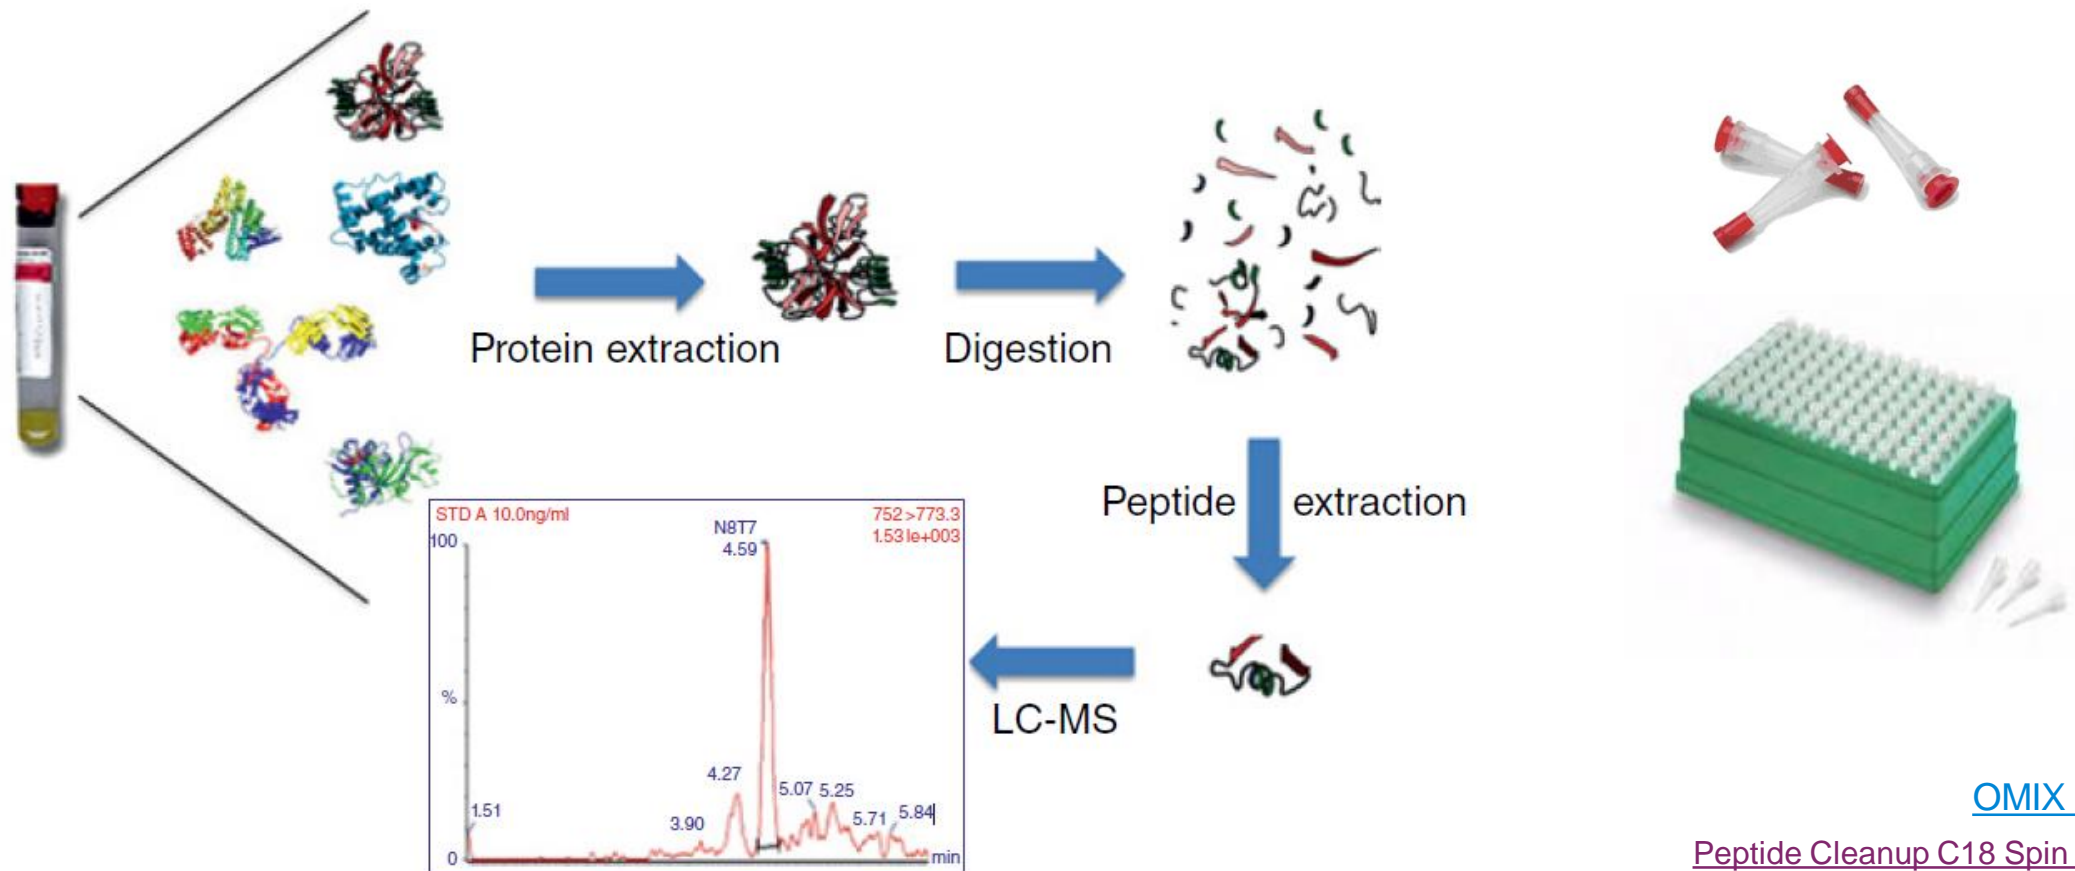 Protein extraction
Digestion
Peptide extraction
LC-MS
STD A 10.0ng/ml
752 >773.3
1.53 le+003
N8T7
4.59
100
%
0
1.51
3.90
4.27
5.07 5.25
5.71
5.84
min
OMIX
Peptide Cleanup C18 Spin